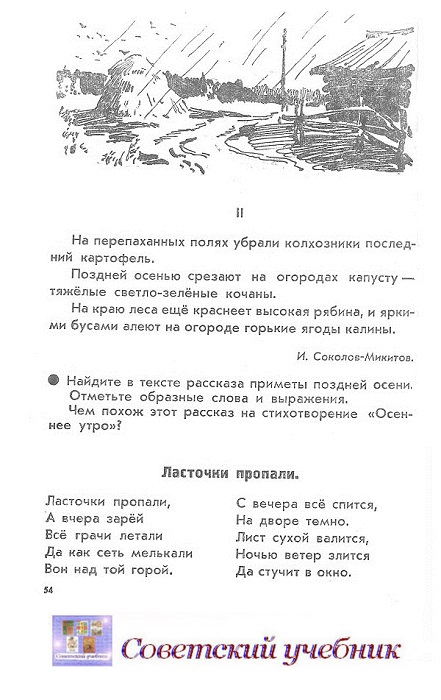 II
На перепаханных полях убрали колхозники послед-
ний картофель.
Поздней осенью срезают на огородах капусту —
тяжёлые светло-зелёные кочаны.
На краю леса ещё краснеет высокая рябина, и ярки-
ми бусами алеют на огороде горькие ягоды калины.
И. Соколов-Микитов.
● Найдите в тексте рассказа приметы поздней осени.
Отметьте образные слова и выражения.
Чем похож этот рассказ на стихотворение «Осен-
нее утро»?
Ласточки пропали.
Ласточки пропали,
А вчера зарёй
Всё грачи летали
Да как сеть мелькали
Вон над той горой.
С вечера всё спится,
На дворе темно.
Лист сухой валится,
Ночью ветер злится
Да стучит в окно.
54
Советский учебник
Советский учебник